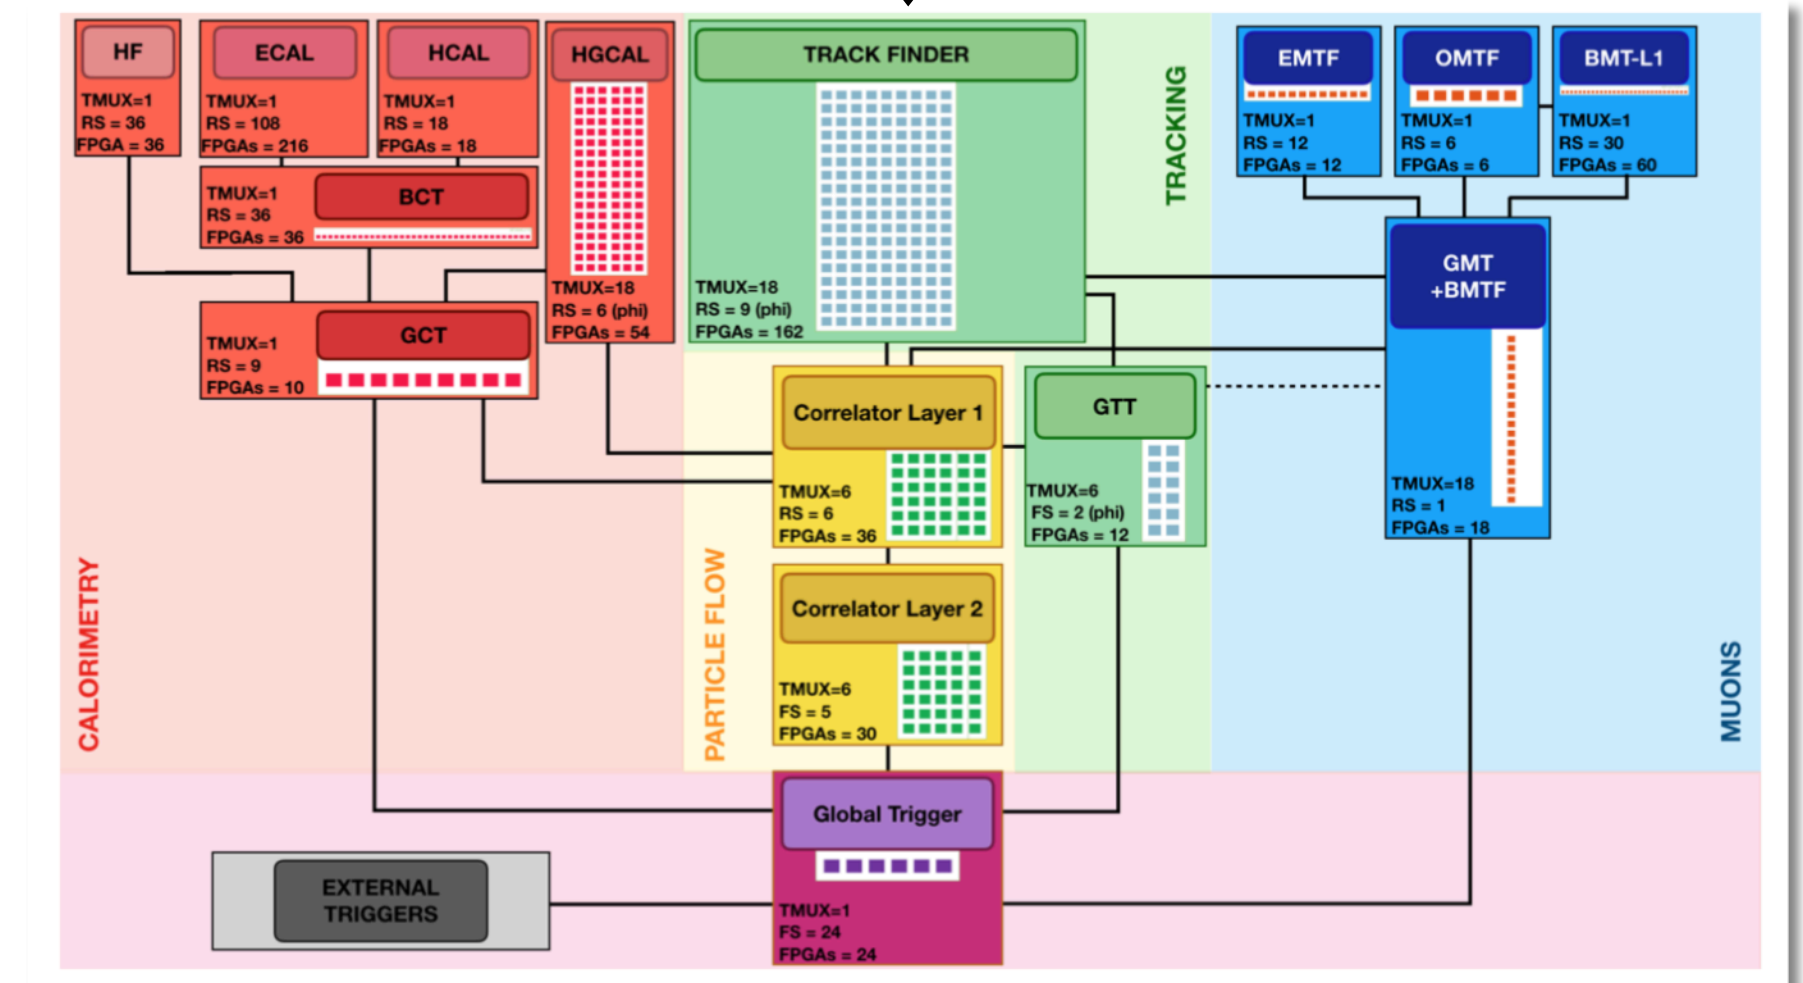 HF
TMUX=1
RS = 36
FPGA = 36
ECAL
TMUX=1
RS = 108
FPGAs = 216
HCAL
TMUX=1
RS = 18
FPGAs = 18
HGCAL
TMUX=18
RS = 6 (phi)
FPGAs = 54
BCT
TMUX=1
RS = 36
FPGAs = 36
GCT
TMUX=1
RS = 9
FPGAs = 10
CALORIMETRY
TRACK FINDER
TMUX=18
RS = 9 (phi)
FPGAs = 162
TRACKING
EMTF
TMUX=1
RS = 12
FPGAs = 12
OMTF
TMUX=1
RS = 6
FPGAs = 6
BMT-L1
TMUX=1
RS = 30
FPGAs = 60
GMT
+BMTF
TMUX=18
RS = 1
FPGAs = 18
MUONS
Correlator Layer 1
TMUX=6
RS = 6
FPGAs = 36
GTT
TMUX=6
FS = 2 (phi)
FPGAs = 12
Correlator Layer 2
TMUX=6
FS = 5
FPGAs = 30
PARTICLE FLOW
Global Trigger
TMUX=1
FS = 24
FPGAs = 24
EXTERNAL
TRIGGERS